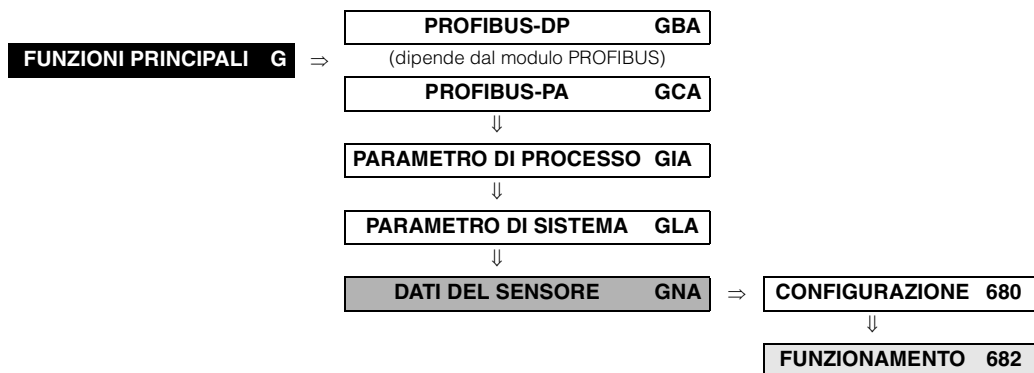 PROFIBUS-DP GBA
FUNZIONI PRINCIPALI G ⇒ (dipende dal modulo PROFIBUS)
PROFIBUS-PA GCA
⇓
PARAMETRO DI PROCESSO GIA
⇓
PARAMETRO DI SISTEMA GLA
⇓
DATI DEL SENSORE GNA ⇒ CONFIGURAZIONE 680
⇓
FUNZIONAMENTO 682